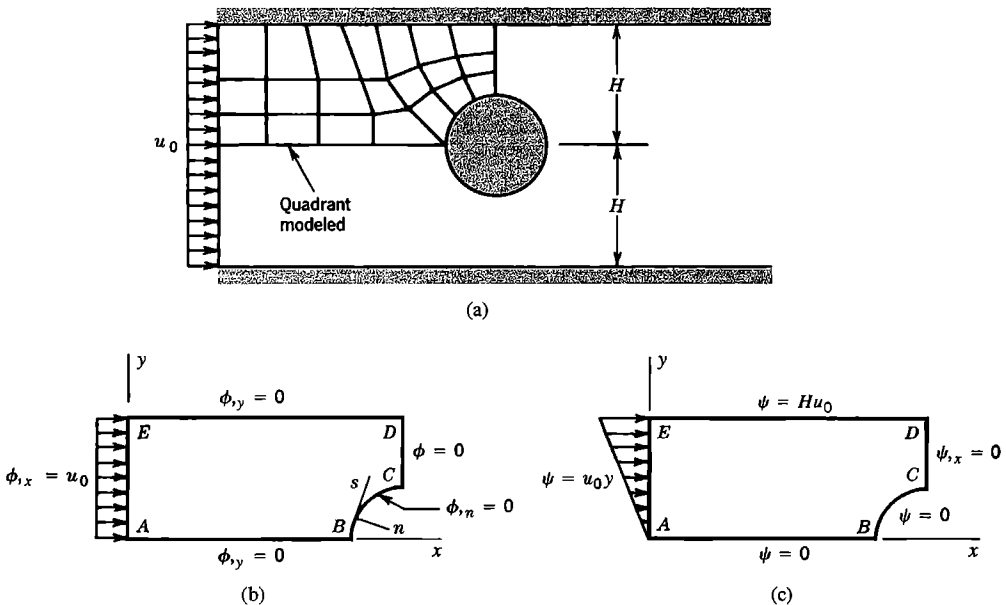 H
u₀
Quadrant
modeled
H
(a)
y
ϕ,y = 0
E
D
ϕ = 0
ϕ,x = u₀
C
s
ϕ,n = 0
A
B
n
x
ϕ,y = 0
(b)
y
ψ = Hu₀
E
D
ψ,x = 0
ψ = u₀y
C
ψ = 0
A
B
x
ψ = 0
(c)